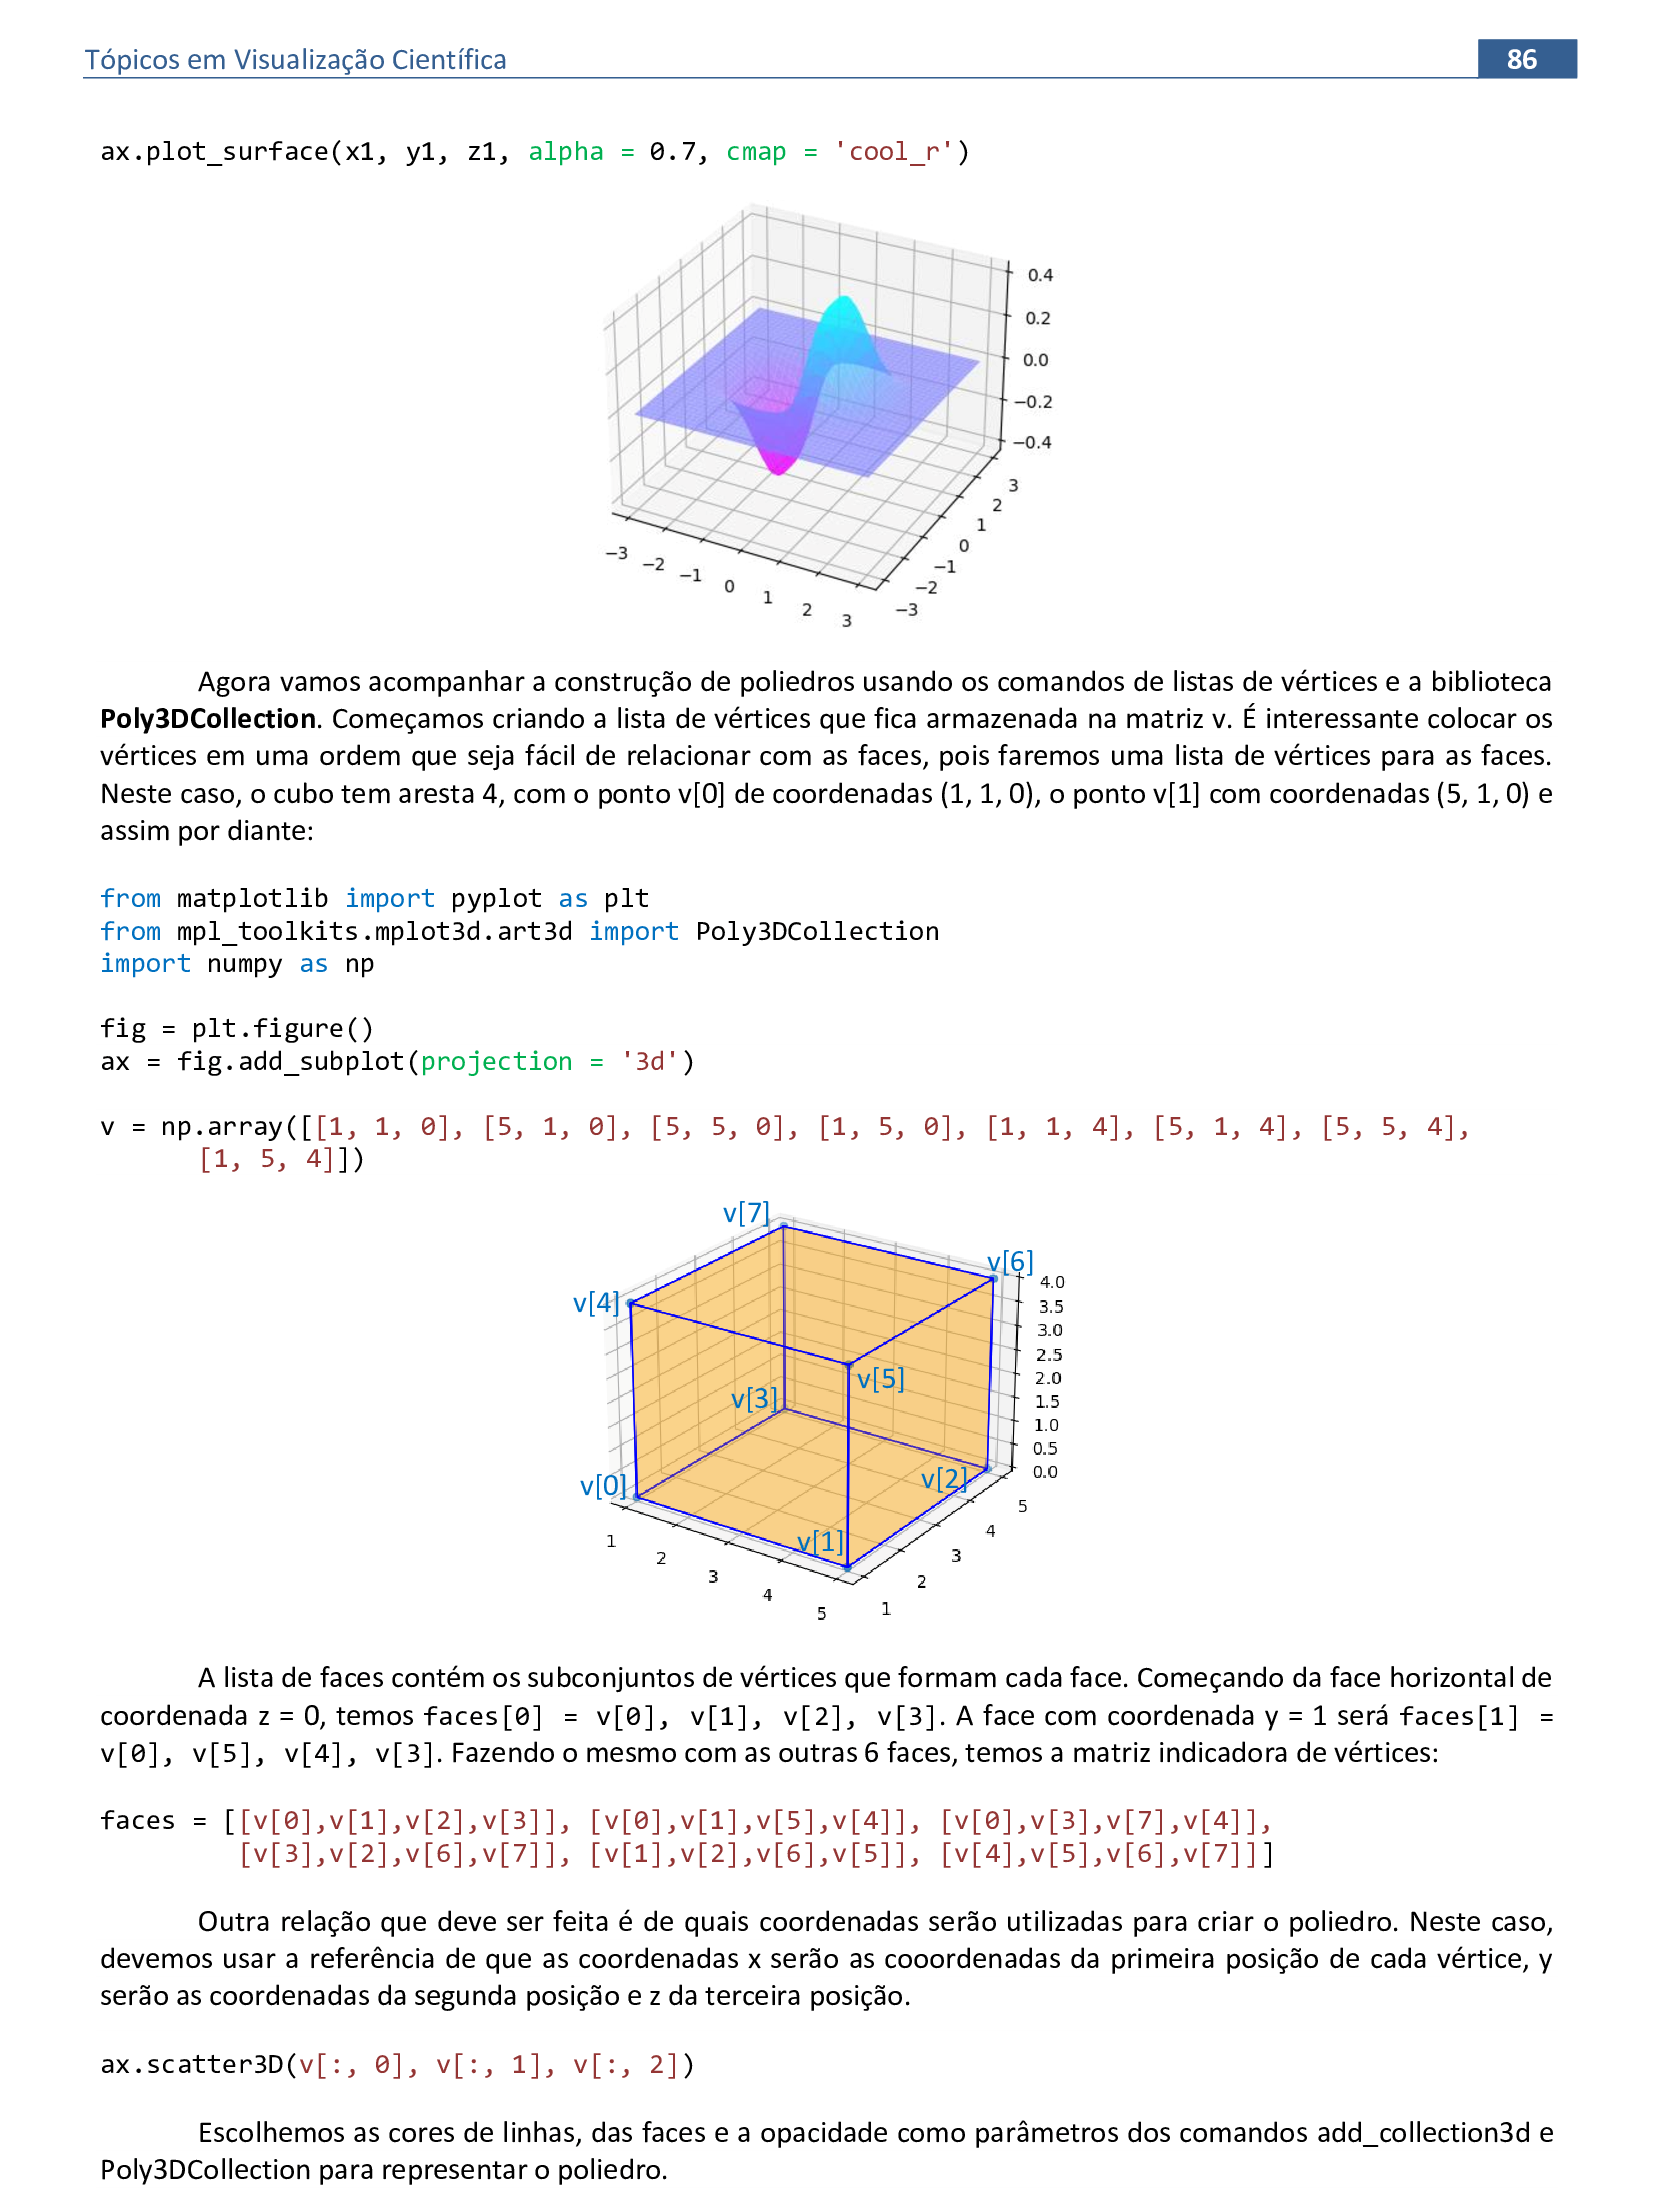 Tópicos em Visualização Científica 86
ax.plot_surface(x1, y1, z1, alpha = 0.7, cmap = 'cool_r')
0.4
0.2
0.0
−0.2
−0.4
3
2
1
0
−1
−2
−3
−3 −2 −1 0 1 2 3
Agora vamos acompanhar a construção de poliedros usando os comandos de listas de vértices e a biblioteca
Poly3DCollection. Começamos criando a lista de vértices que fica armazenada na matriz v. É interessante colocar os
vértices em uma ordem que seja fácil de relacionar com as faces, pois faremos uma lista de vértices para as faces.
Neste caso, o cubo tem aresta 4, com o ponto v[0] de coordenadas (1, 1, 0), o ponto v[1] com coordenadas (5, 1, 0) e
assim por diante:
from matplotlib import pyplot as plt
from mpl_toolkits.mplot3d.art3d import Poly3DCollection
import numpy as np
fig = plt.figure()
ax = fig.add_subplot(projection = '3d')
v = np.array([[1, 1, 0], [5, 1, 0], [5, 5, 0], [1, 5, 0], [1, 1, 4], [5, 1, 4], [5, 5, 4],
[1, 5, 4]])
v[7]
v[6]
v[4]
v[5]
v[3]
v[0]
v[2]
v[1]
4.0
3.5
3.0
2.5
2.0
1.5
1.0
0.5
0.0
5
4
3
2
1
1 2 3 4 5
A lista de faces contém os subconjuntos de vértices que formam cada face. Começando da face horizontal de
coordenada z = 0, temos faces[0] = v[0], v[1], v[2], v[3]. A face com coordenada y = 1 será faces[1] =
v[0], v[5], v[4], v[3]. Fazendo o mesmo com as outras 6 faces, temos a matriz indicadora de vértices:
faces = [[v[0],v[1],v[2],v[3]], [v[0],v[1],v[5],v[4]], [v[0],v[3],v[7],v[4]],
[v[3],v[2],v[6],v[7]], [v[1],v[2],v[6],v[5]], [v[4],v[5],v[6],v[7]]]
Outra relação que deve ser feita é de quais coordenadas serão utilizadas para criar o poliedro. Neste caso,
devemos usar a referência de que as coordenadas x serão as cooordenadas da primeira posição de cada vértice, y
serão as coordenadas da segunda posição e z da terceira posição.
ax.scatter3D(v[:, 0], v[:, 1], v[:, 2])
Escolhemos as cores de linhas, das faces e a opacidade como parâmetros dos comandos add_collection3d e
Poly3DCollection para representar o poliedro.